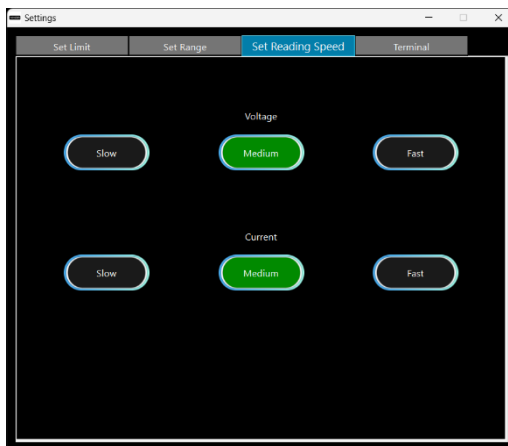 Settings
Set Limit Set Range Set Reading Speed Terminal
Voltage
Slow Medium Fast
Current
Slow Medium Fast